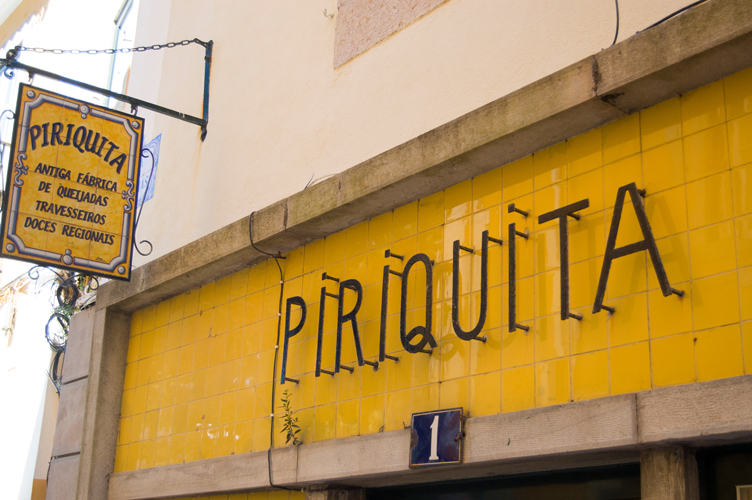 PIRIQUITA
ANTIGA FÁBRICA
DE QUEIJADAS
TRAVESSEIROS
DOCES REGIONAIS
PIRIQUITA
1